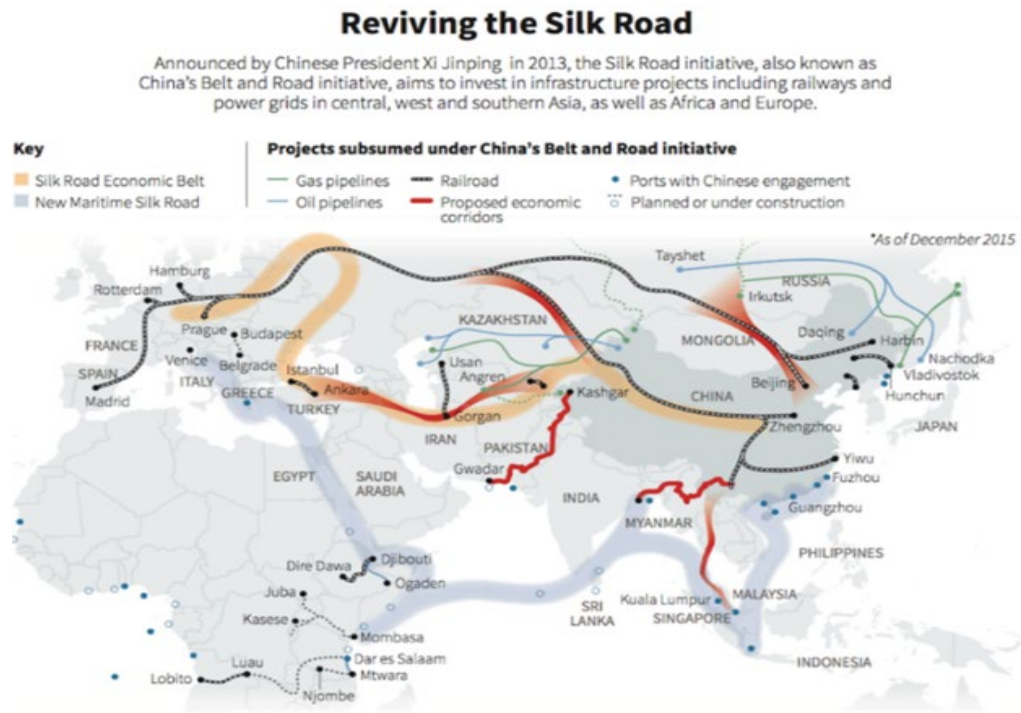 Reviving the Silk Road
Announced by Chinese President Xi Jinping in 2013, the Silk Road initiative, also known as
China's Belt and Road initiative, aims to invest in infrastructure projects including railways and
power grids in central, west and southern Asia, as well as Africa and Europe.
Key
Silk Road Economic Belt
New Maritime Silk Road
Projects subsumed under China's Belt and Road initiative
Gas pipelines
Railroad
Ports with Chinese engagement
Oil pipelines
Proposed economic
corridors
Planned or under construction
*As of December 2015
Tayshet
Hamburg
RUSSIA
Rotterdam
Irkutsk
KAZAKHSTAN
Prague
Budapest
Daqing
Harbin
MONGOLIA
FRANCE
Venice
Belgrade
Istanbul
Usan
Nachodka
SPAIN
ITALY
Angren
Vladivostok
Ankara
Beijing
GREECE
Kashgar
CHINA
Hunchun
Madrid
TURKEY
Gorgan
Zhengzhou
JAPAN
IRAN
PAKISTAN
Yiwu
Gwadar
EGYPT
SAUDI
ARABIA
Fuzhou
INDIA
Guangzhou
MYANMAR
PHILIPPINES
Djibouti
Dire Dawa
Ogaden
Juba
MALAYSIA
Kuala Lumpur
SRI
LANKA
SINGAPORE
Kasese
Mombasa
Dar es Salaam
INDONESIA
Luau
Mtwara
Lobito
Njombe